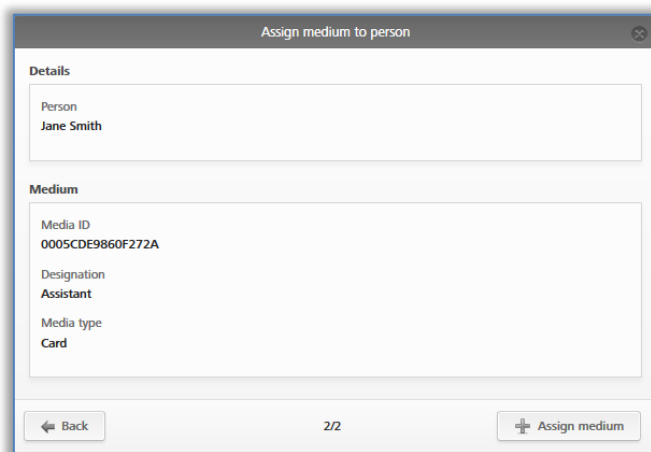 Assign medium to person
Details
Person
Jane Smith
Medium
Media ID
0005CDE9860F272A
Designation
Assistant
Media type
Card
Back
2/2
Assign medium